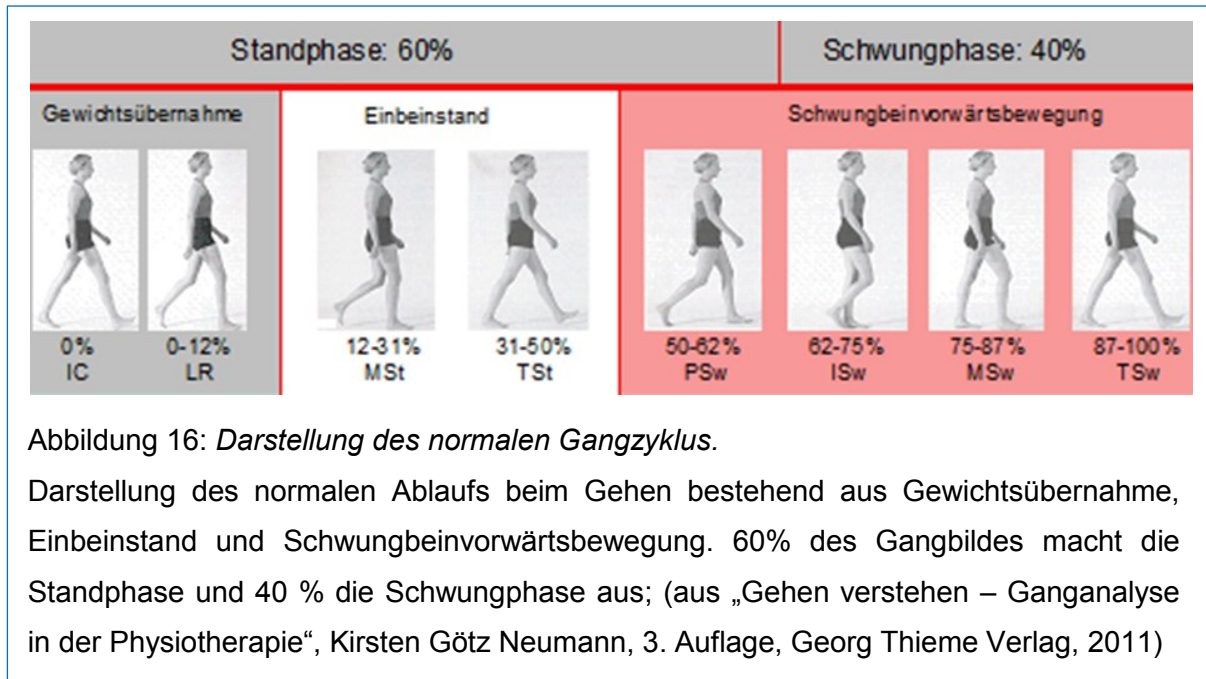 Standphase: 60% Schwungphase: 40%
Gewichtsübernahme Einbeinstand Schwungbeinvorwärtsbewegung
0% 0-12% 12-31% 31-50% 50-62% 62-75% 75-87% 87-100%
IC LR MSt TSt PSw ISw MSw TSw
Abbildung 16: Darstellung des normalen Gangzyklus.
Darstellung des normalen Ablaufs beim Gehen bestehend aus Gewichtsübernahme,
Einbeinstand und Schwungbeinvorwärtsbewegung. 60% des Gangbildes macht die
Standphase und 40 % die Schwungphase aus; (aus „Gehen verstehen – Ganganalyse
in der Physiotherapie“, Kirsten Götz Neumann, 3. Auflage, Georg Thieme Verlag, 2011)